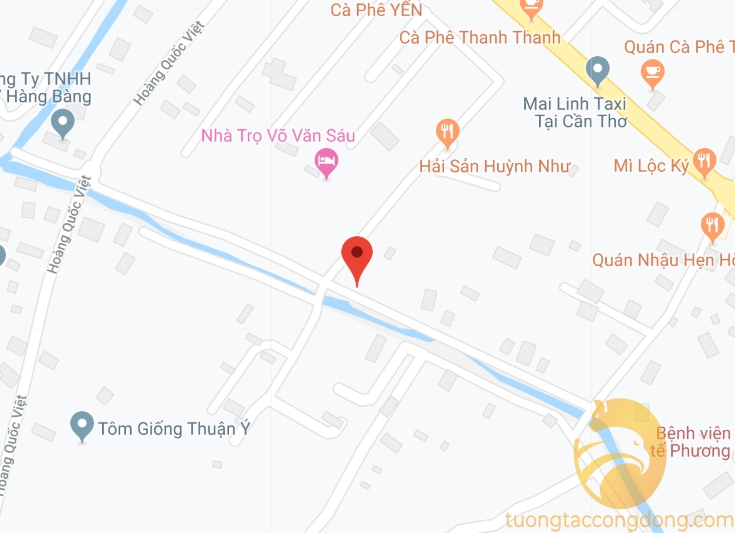 Cà Phê YẾN
Cà Phê Thanh Thanh
Quán Cà Phê T
Hoàng Quốc Việt
ng Ty TNHH
Hàng Bàng
Mai Linh Taxi
Tại Cần Thơ
Nhà Trọ Võ Văn Sáu
Hải Sản Huỳnh Như
Mì Lộc Ký
Hoàng Quốc Việt
Quán Nhậu Hẹn Hò
Tôm Giống Thuận Ý
Hoàng Quốc Việt
Bệnh viện
tế Phương
tuongtaccongdong.com